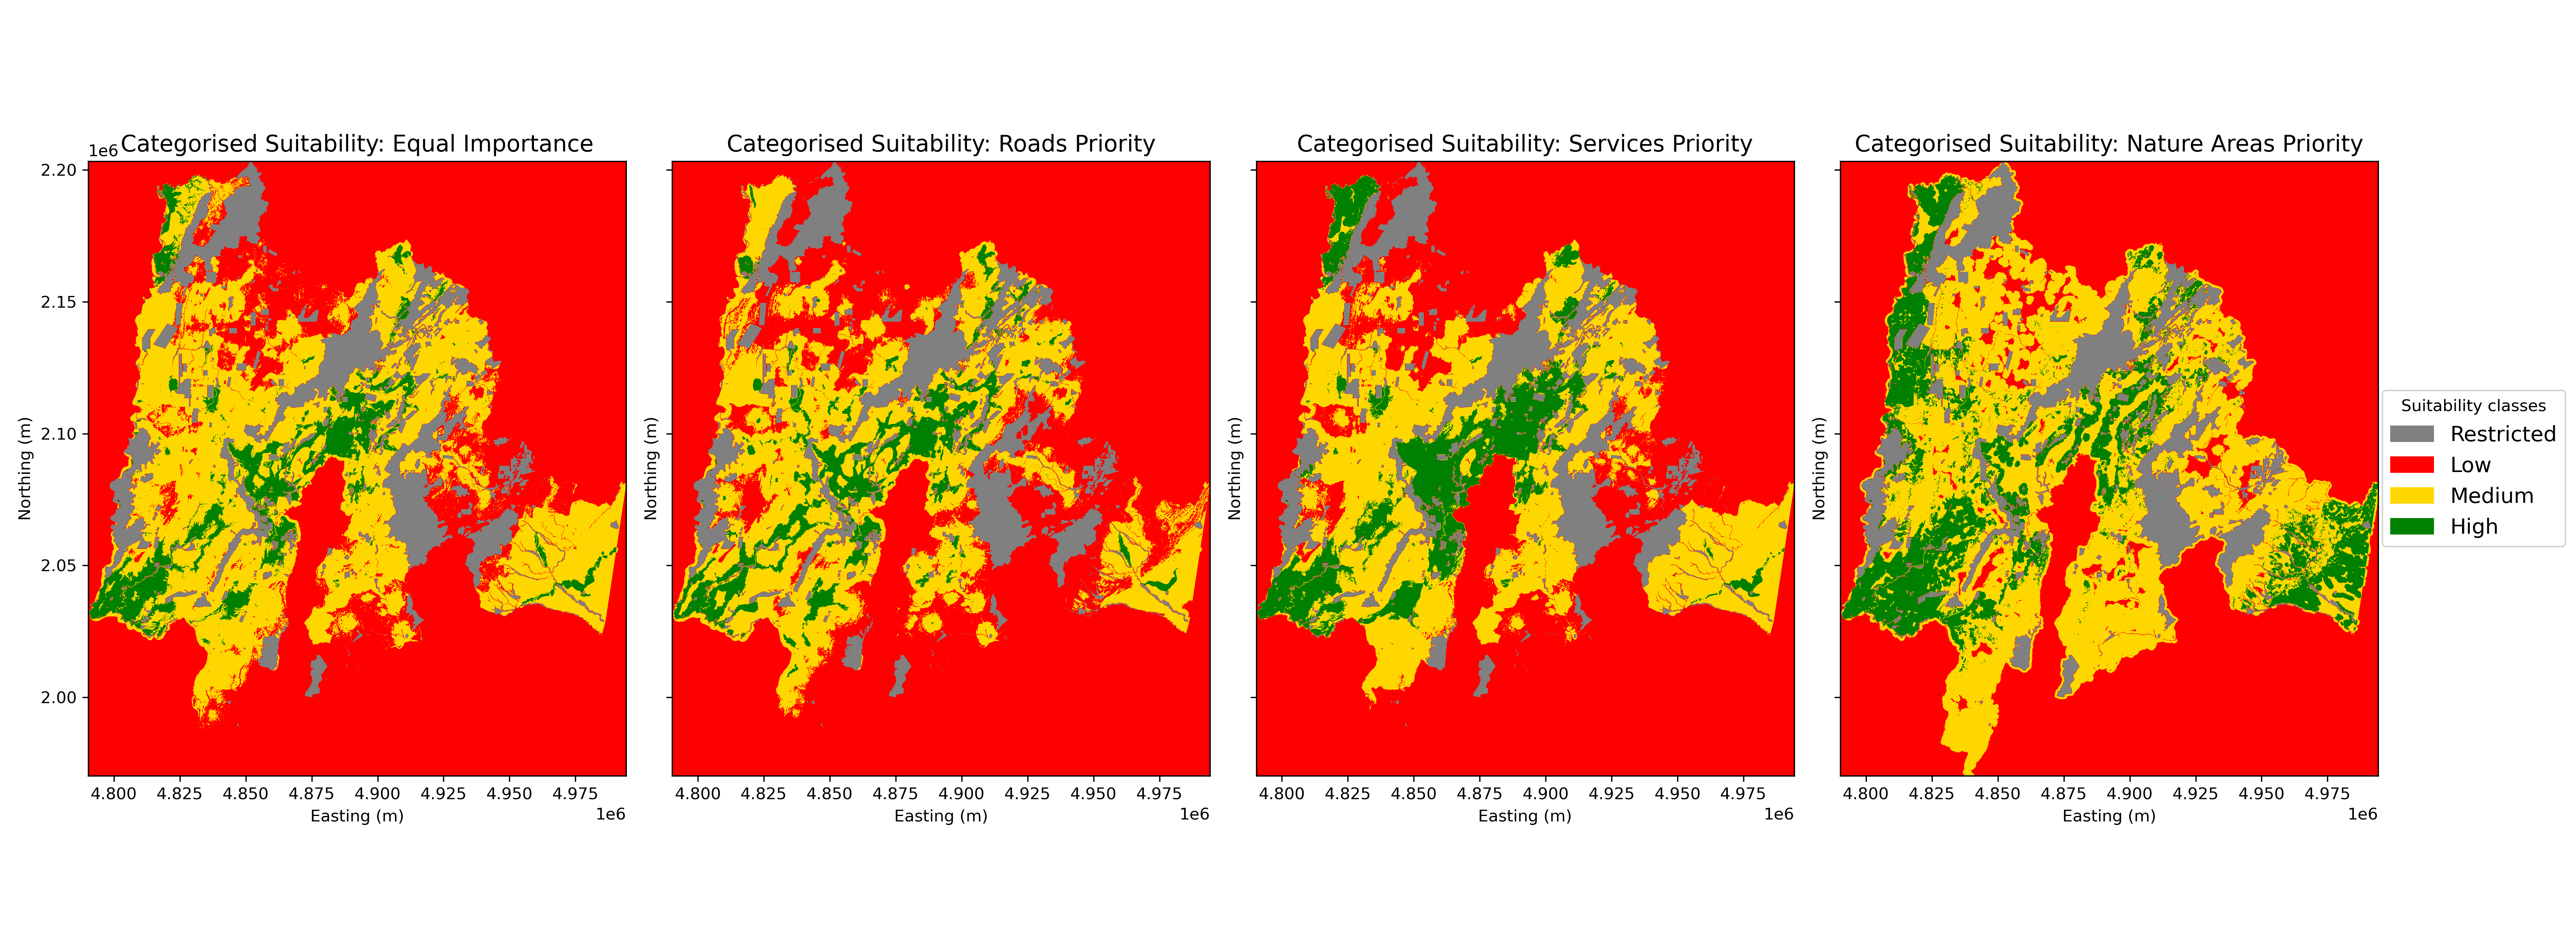 Categorised Suitability: Equal Importance
Categorised Suitability: Roads Priority
Categorised Suitability: Services Priority
Categorised Suitability: Nature Areas Priority
1e6
2.20
2.15
2.10
2.05
2.00
Northing (m)
Northing (m)
Northing (m)
Northing (m)
Suitability classes
Restricted
Low
Medium
High
4.800 4.825 4.850 4.875 4.900 4.925 4.950 4.975
4.800 4.825 4.850 4.875 4.900 4.925 4.950 4.975
4.800 4.825 4.850 4.875 4.900 4.925 4.950 4.975
4.800 4.825 4.850 4.875 4.900 4.925 4.950 4.975
Easting (m) 1e6
Easting (m) 1e6
Easting (m) 1e6
Easting (m) 1e6